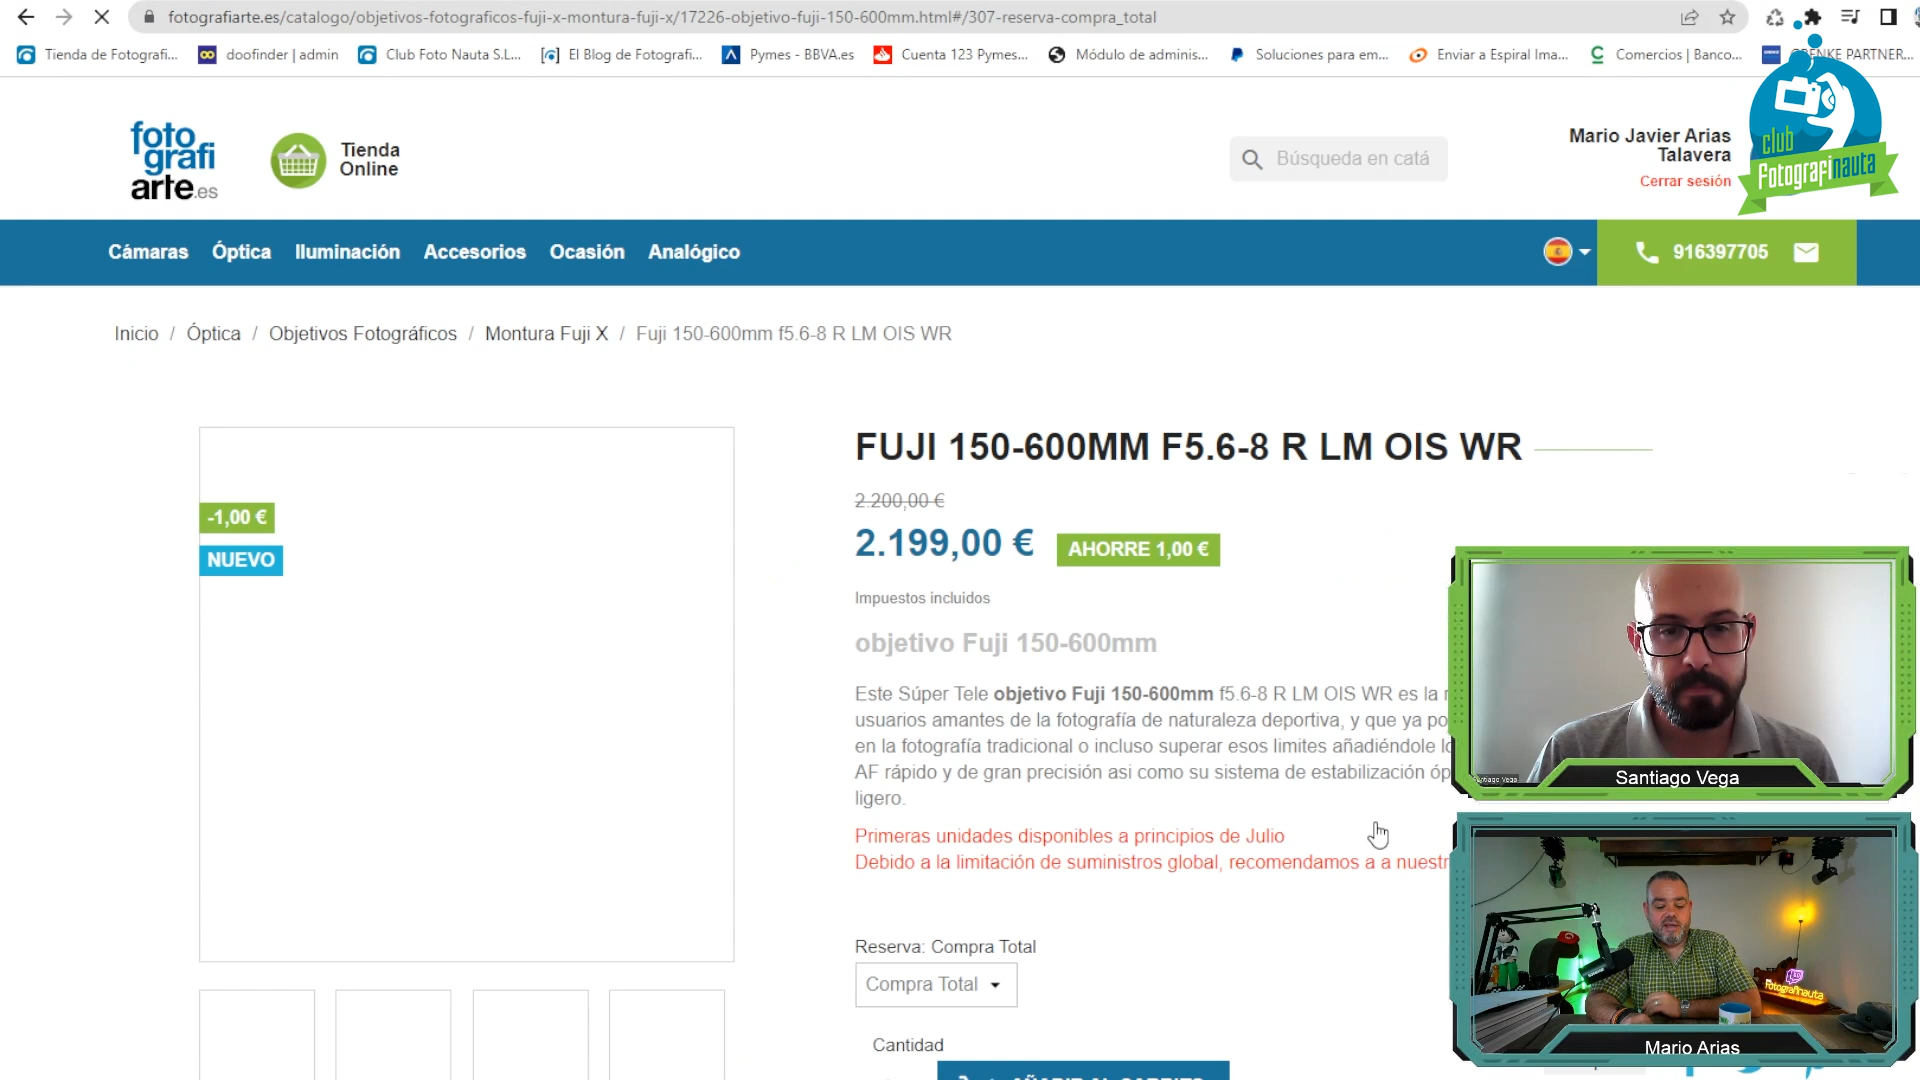 fotografiarte.es/catalogo/objetivos-fotograficos-fuji-x-montura-fuji-x/17226-objetivo-fuji-150-600mm.html#/307-reserva-compra_total
Tienda de Fotografi... doofinder | admin Club Foto Nauta S.L... El Blog de Fotografi... Pymes - BBVA.es Cuenta 123 Pymes... Módulo de adminis... Soluciones para em... Enviar a Espiral Ima... Comercios | Banco... GRENKE PARTNER...
foto
grafi
arte.es
Tienda
Online
Búsqueda en catá
Mario Javier Arias
Talavera
Cerrar sesión
club
fotografinauta
Cámaras Óptica Iluminación Accesorios Ocasión Analógico
916397705
Inicio / Óptica / Objetivos Fotográficos / Montura Fuji X / Fuji 150-600mm f5.6-8 R LM OIS WR
-1,00 €
NUEVO
FUJI 150-600MM F5.6-8 R LM OIS WR
2.200,00 €
2.199,00 € AHORRE 1,00 €
Impuestos incluidos
objetivo Fuji 150-600mm
Este Súper Tele objetivo Fuji 150-600mm f5.6-8 R LM OIS WR es la
usuarios amantes de la fotografía de naturaleza deportiva, y que ya po
en la fotografía tradicional o incluso superar esos limites añadiéndole lo
AF rápido y de gran precisión asi como su sistema de estabilización óp
ligero.
Primeras unidades disponibles a principios de Julio
Debido a la limitación de suministros global, recomendamos a a nuestr
Reserva: Compra Total
Compra Total
Cantidad
AÑADIR AL CARRITO
Santiago Vega
Santiago Vega
Fotografinauta
Mario Arias